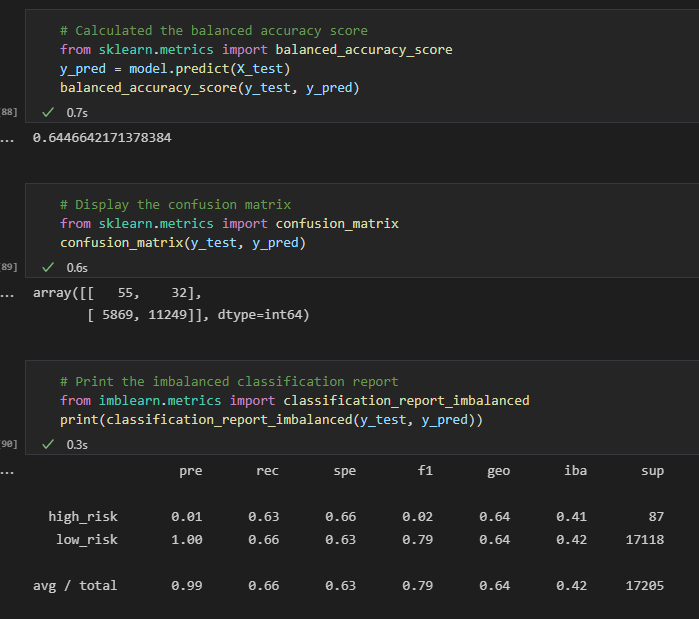 # Calculated the balanced accuracy score
from sklearn.metrics import balanced_accuracy_score
y_pred = model.predict(X_test)
balanced_accuracy_score(y_test, y_pred)
88] ✓ 0.7s
... 0.6446642171378384
# Display the confusion matrix
from sklearn.metrics import confusion_matrix
confusion_matrix(y_test, y_pred)
89] ✓ 0.6s
... array([[   55,    32],
       [ 5869, 11249]], dtype=int64)
# Print the imbalanced classification report
from imblearn.metrics import classification_report_imbalanced
print(classification_report_imbalanced(y_test, y_pred))
90] ✓ 0.3s
... pre rec spe f1 geo iba sup
high_risk 0.01 0.63 0.66 0.02 0.64 0.41 87
low_risk 1.00 0.66 0.63 0.79 0.64 0.42 17118
avg / total 0.99 0.66 0.63 0.79 0.64 0.42 17205